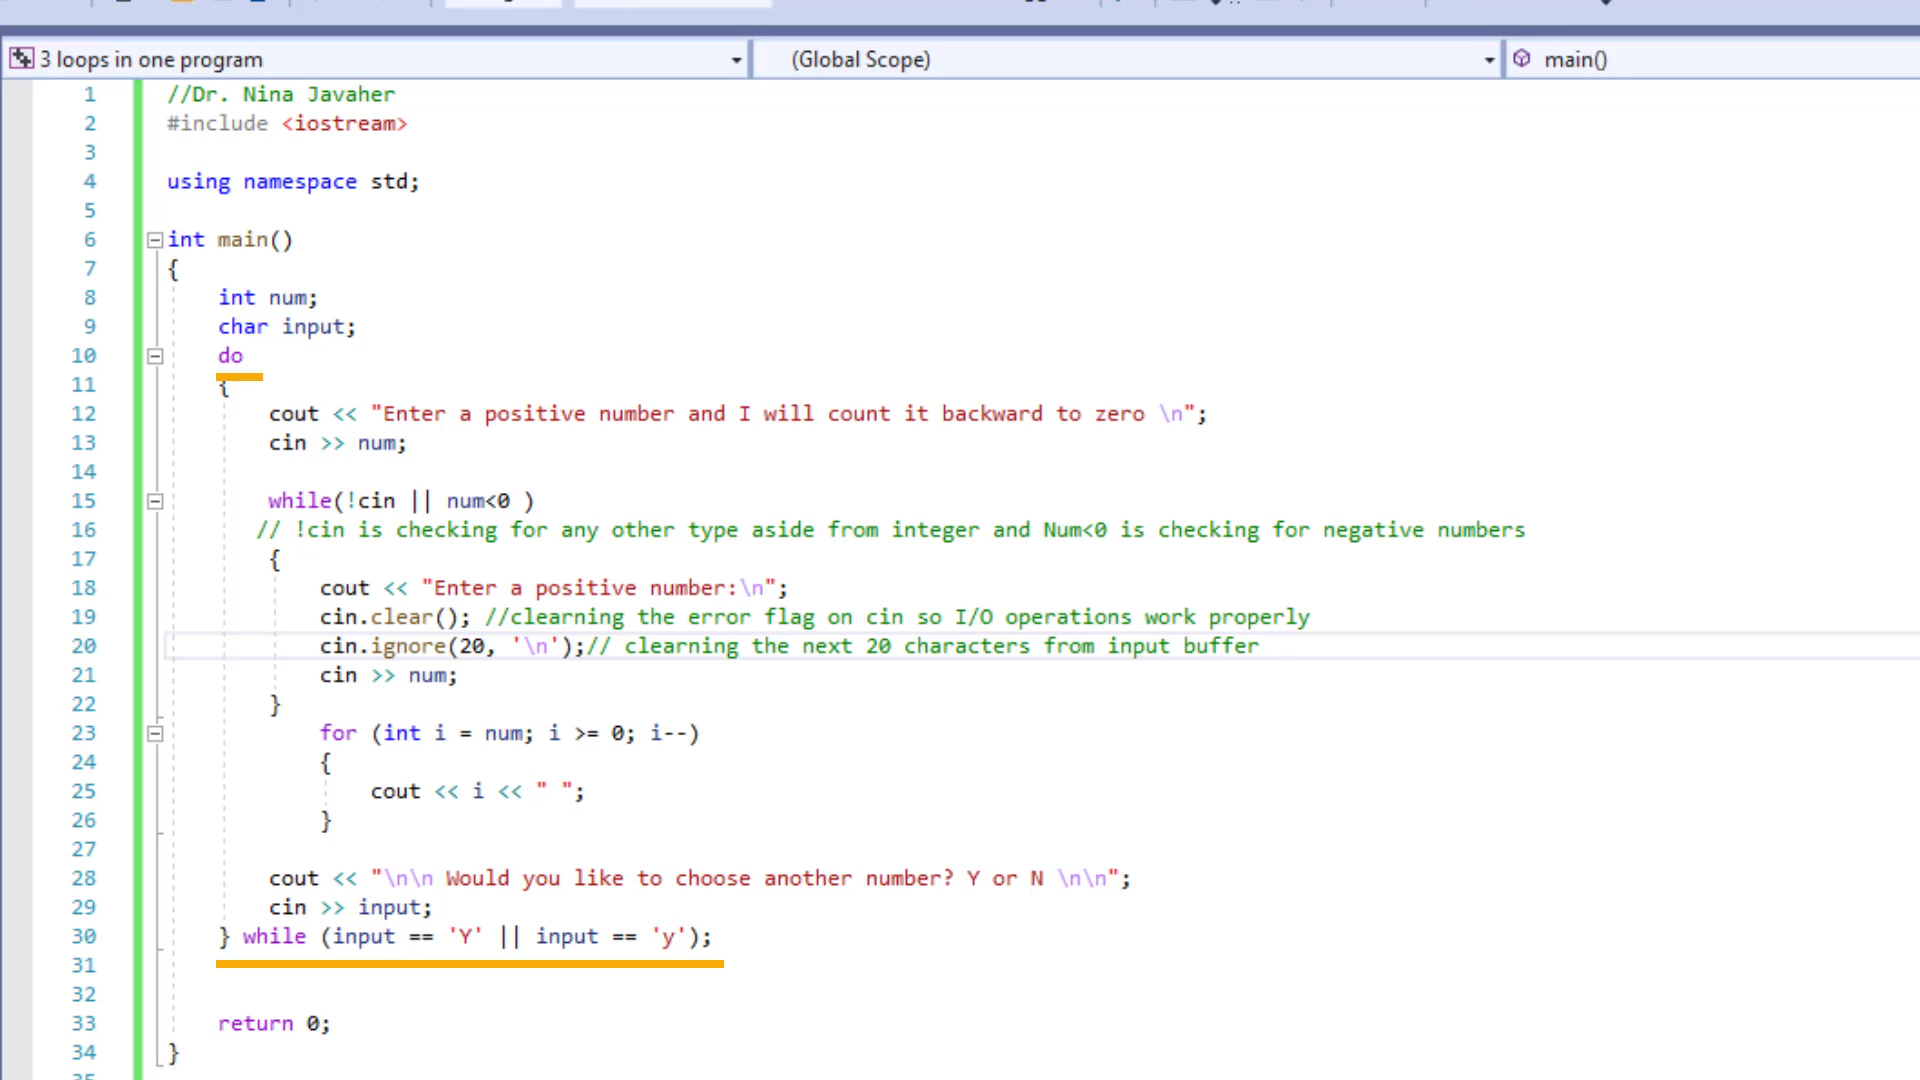 3 loops in one program (Global Scope) main()
1 //Dr. Nina Javaher
2 #include <iostream>
3
4 using namespace std;
5
6 int main()
7 {
8 int num;
9 char input;
10 do
11 {
12 cout << "Enter a positive number and I will count it backward to zero \n";
13 cin >> num;
14
15 while(!cin || num<0 )
16 // !cin is checking for any other type aside from integer and Num<0 is checking for negative numbers
17 {
18 cout << "Enter a positive number:\n";
19 cin.clear(); //clearning the error flag on cin so I/O operations work properly
20 cin.ignore(20, '\n');// clearning the next 20 characters from input buffer
21 cin >> num;
22 }
23 for (int i = num; i >= 0; i--)
24 {
25 cout << i << " ";
26 }
27
28 cout << "\n\n Would you like to choose another number? Y or N \n\n";
29 cin >> input;
30 } while (input == 'Y' || input == 'y');
31
32
33 return 0;
34 }